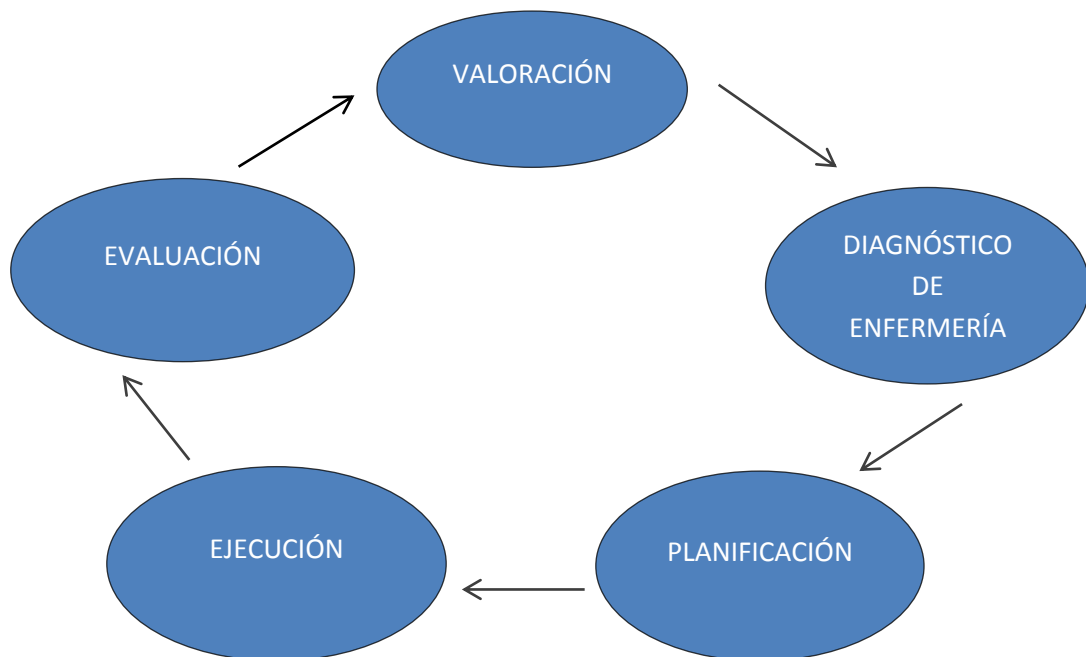 VALORACIÓN
DIAGNÓSTICO
DE
ENFERMERÍA
PLANIFICACIÓN
EJECUCIÓN
EVALUACIÓN